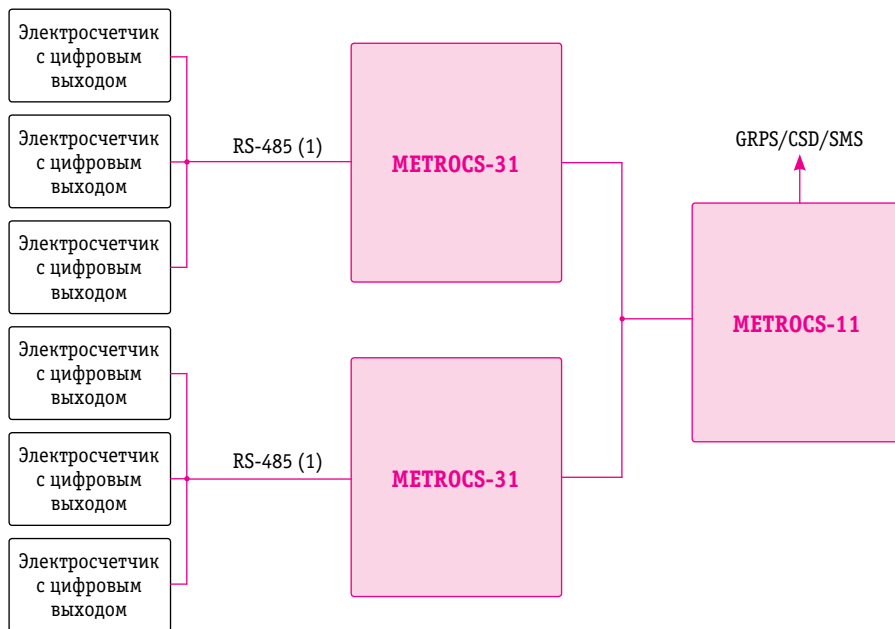 Электросчетчик
с цифровым
выходом
Электросчетчик
с цифровым
выходом
Электросчетчик
с цифровым
выходом
RS-485 (1)
METROCS-31
GRPS/CSD/SMS
METROCS-11
Электросчетчик
с цифровым
выходом
Электросчетчик
с цифровым
выходом
Электросчетчик
с цифровым
выходом
RS-485 (1)
METROCS-31